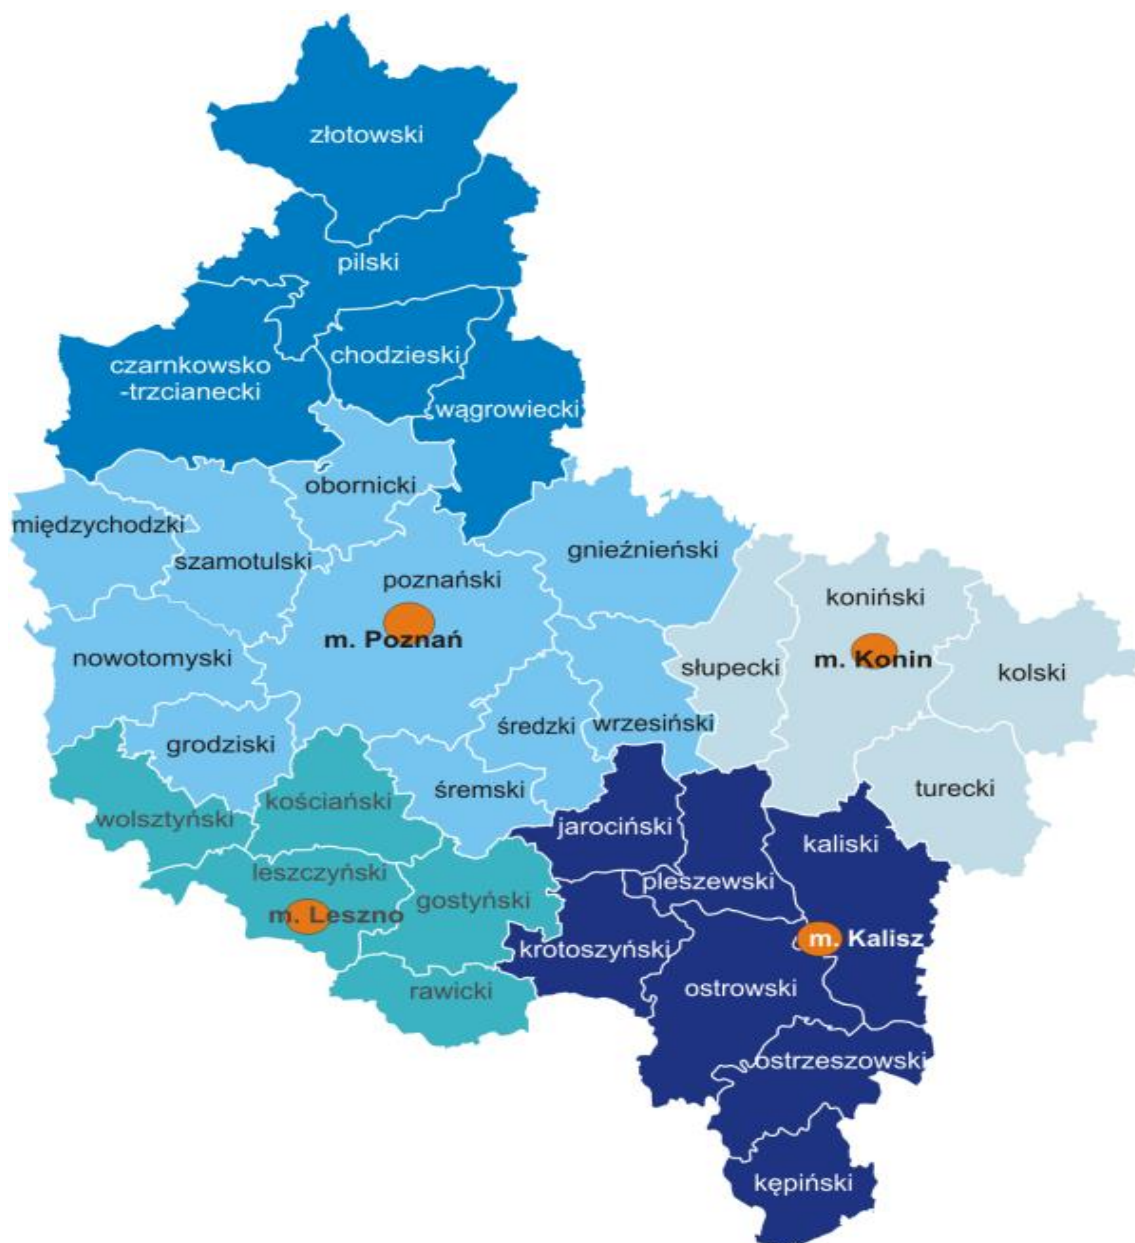 złotowski
pilski
czarnkowsko
-trzcianecki
chodzieski
wągrowiecki
obornicki
międzychodzki
szamotulski
gnieźnieński
poznański
m. Poznań
koniński
m. Konin
nowotomyski
słupecki
kolski
grodziski
średzki
wrzesiński
śremski
turecki
kościański
wolsztyński
jarociński
kaliski
leszczyński
pleszewski
gostyński
m. Leszno
krotoszyński
m. Kalisz
rawicki
ostrowski
ostrzeszowski
kępiński